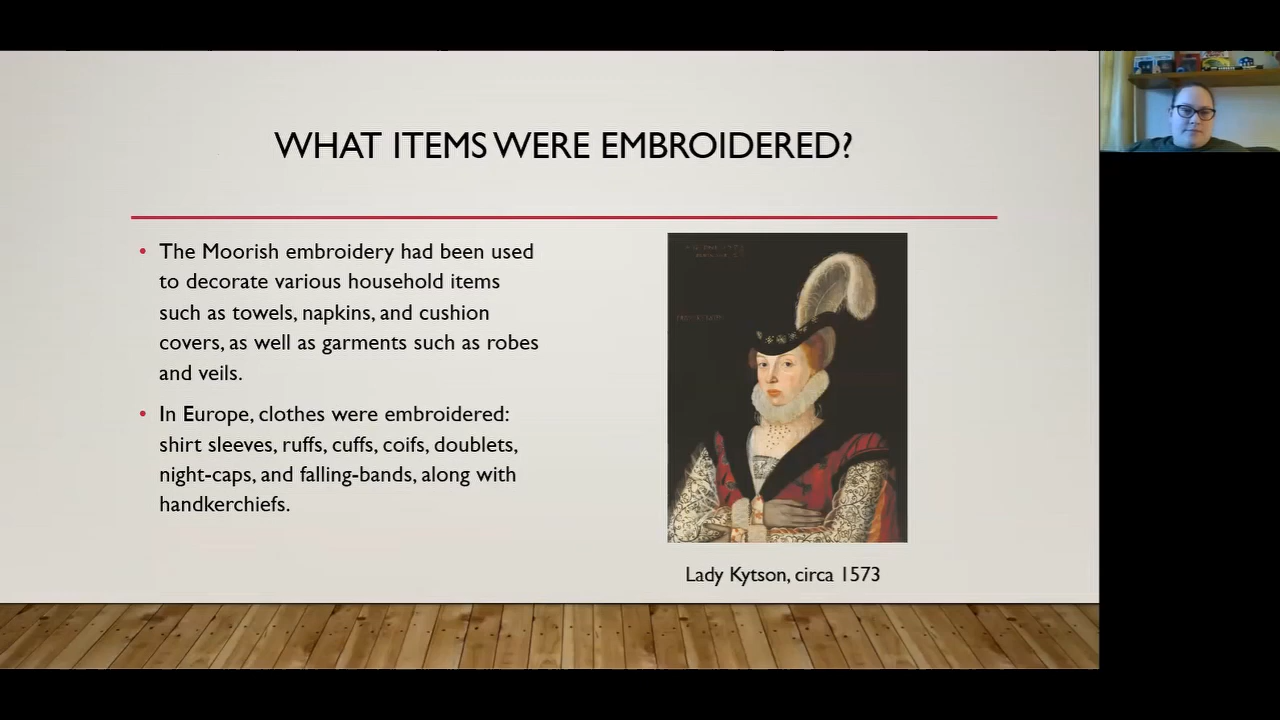 WHAT ITEMS WERE EMBROIDERED?
• The Moorish embroidery had been used
to decorate various household items
such as towels, napkins, and cushion
covers, as well as garments such as robes
and veils.
• In Europe, clothes were embroidered:
shirt sleeves, ruffs, cuffs, coifs, doublets,
night-caps, and falling-bands, along with
handkerchiefs.
Lady Kytson, circa 1573